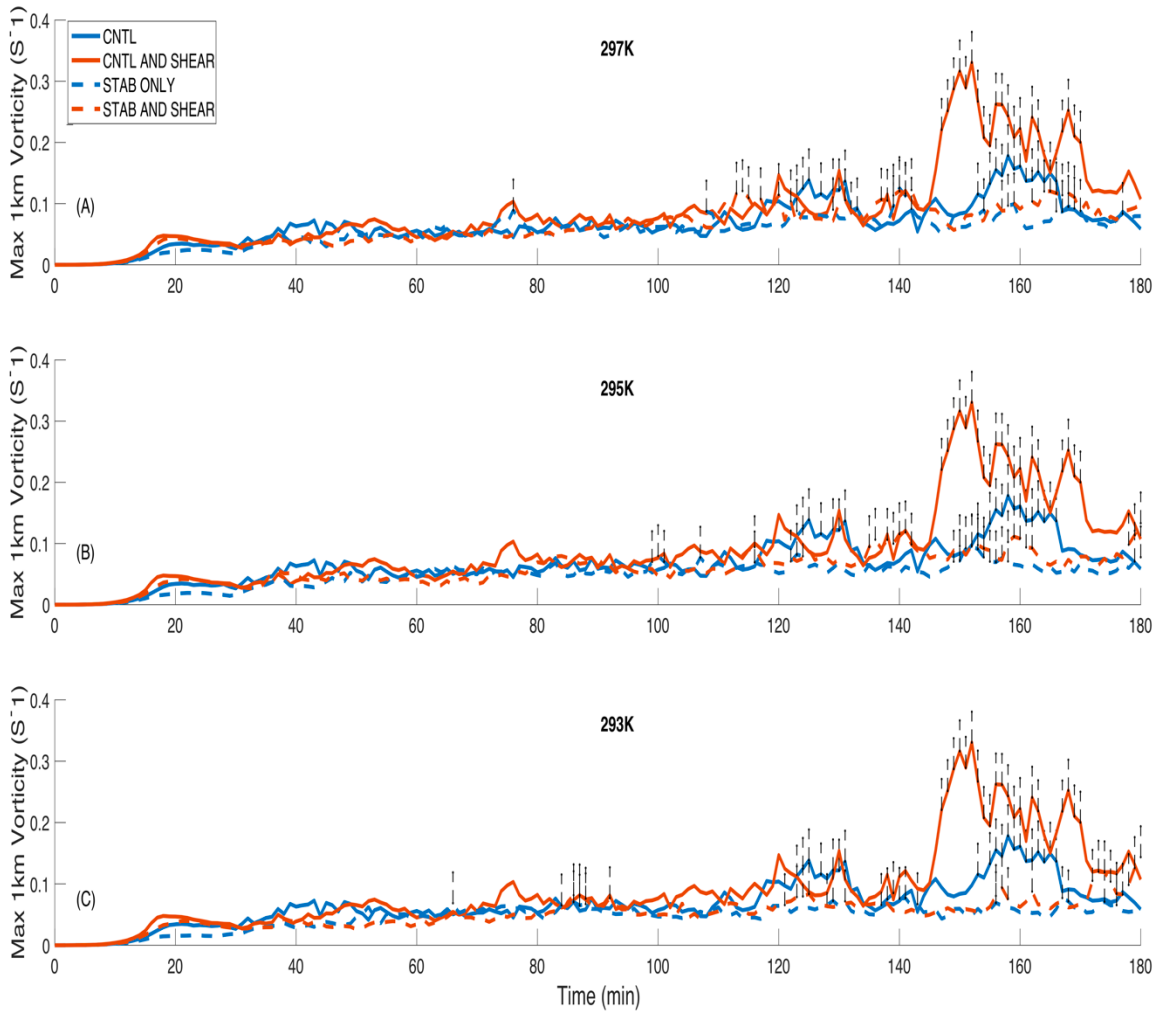 CNTL
CNTL AND SHEAR
STAB ONLY
STAB AND SHEAR
297K
Max 1km Vorticity (S¯1)
0.4
0.3
0.2
0.1
0
(A)
0 20 40 60 80 100 120 140 160 180
295K
Max 1km Vorticity (S¯1)
0.4
0.3
0.2
0.1
0
(B)
0 20 40 60 80 100 120 140 160 180
293K
Max 1km Vorticity (S¯1)
0.4
0.3
0.2
0.1
0
(C)
0 20 40 60 80 100 120 140 160 180
Time (min)